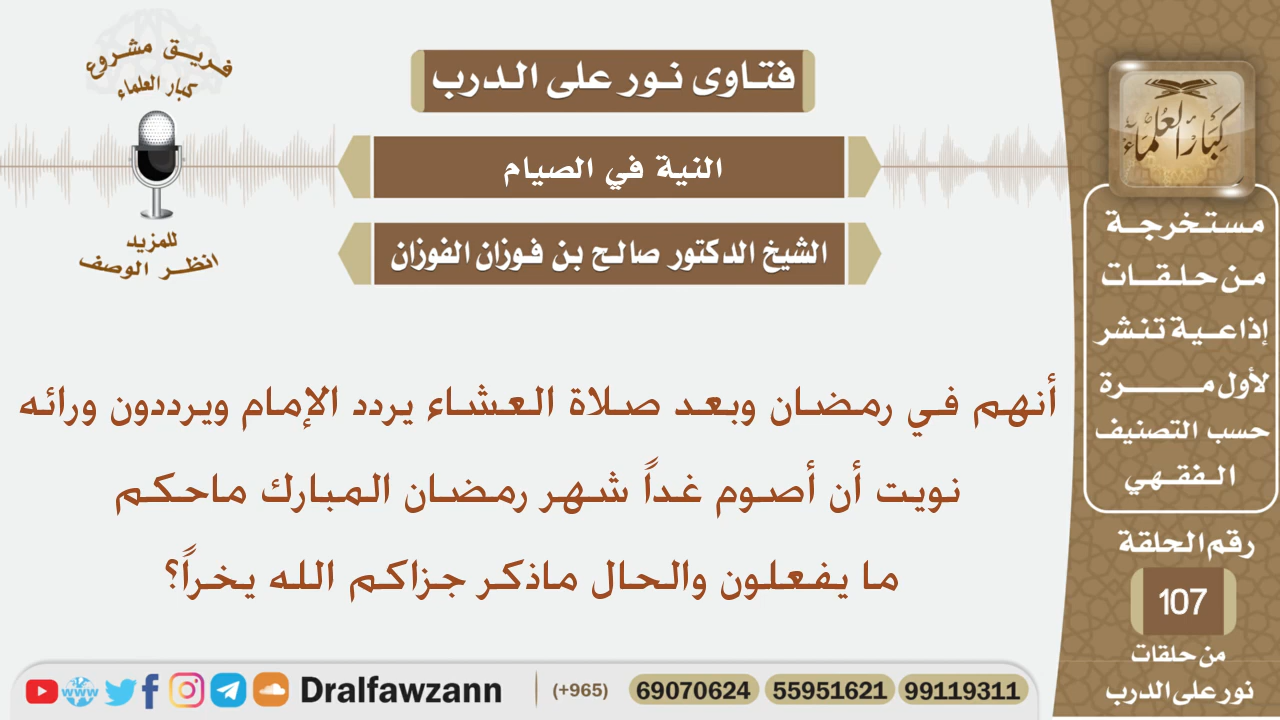 فريق مشروع
كبار العلماء
للمزيد
انظر الوصف
فتاوى نور على الدرب
النية في الصيام
الشيخ الدكتور صالح بن فوزان الفوزان
أنهم في رمضان وبعد صلاة العشاء يردد الإمام ويرددون ورائه
نويت أن أصوم غداً شهر رمضان المبارك ماحكم
ما يفعلون والحال ماذكر جزاكم الله يخراً؟
كبار العلماء
مستخرجة
من حلقات
إذاعية تنشر
لأول مرة
حسب التصنيف
الفقهي
رقم الحلقة
107
من حلقات
نور على الدرب
www Dralfawzann (+965) 69070624 55951621 99119311